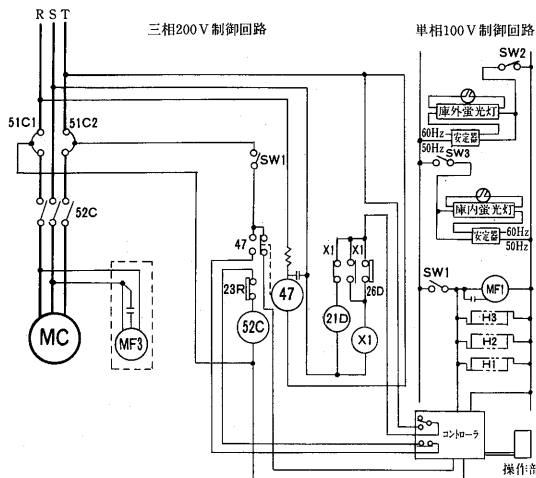 三相200V制御回路
単相100V制御回路
R S T
SW2
庫外蛍光灯
60Hz
50Hz
安定器
SW3
庫内蛍光灯
安定器
60Hz
50Hz
51C1
51C2
SW1
52C
47
23R
52C
47
X1
X1
26D
21D
X1
MC
MF3
SW1
MF1
H3
H2
H1
コントローラ
操作部